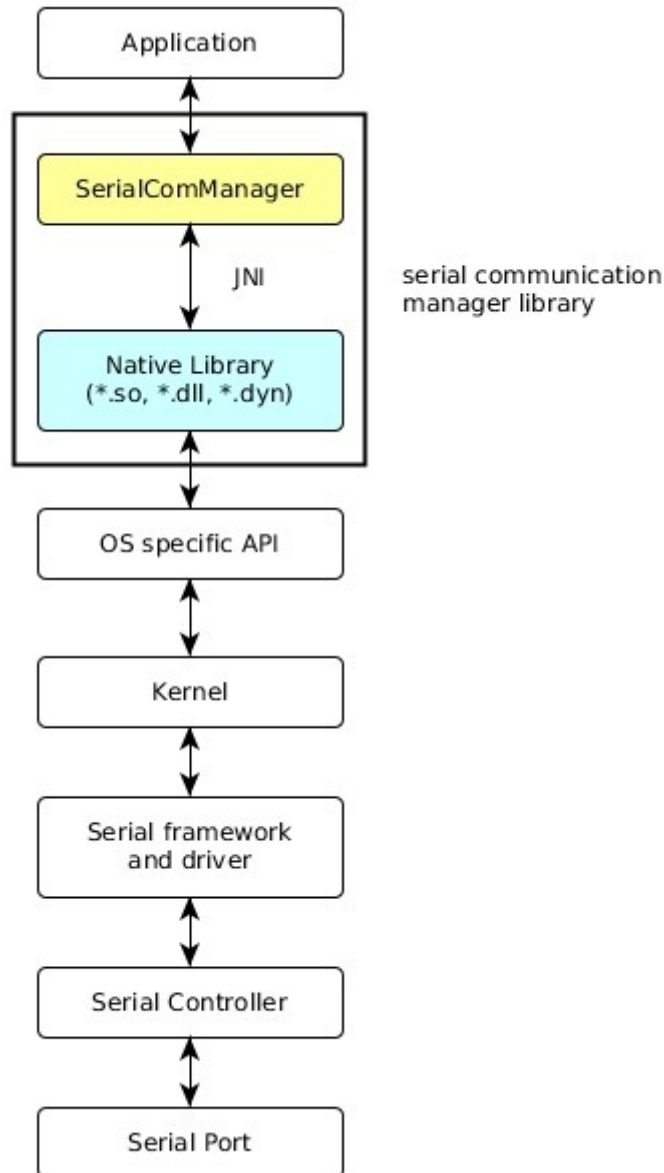 Application
SerialComManager
JNI
serial communication
manager library
Native Library
(*.so, *.dll, *.dyn)
OS specific API
Kernel
Serial framework
and driver
Serial Controller
Serial Port